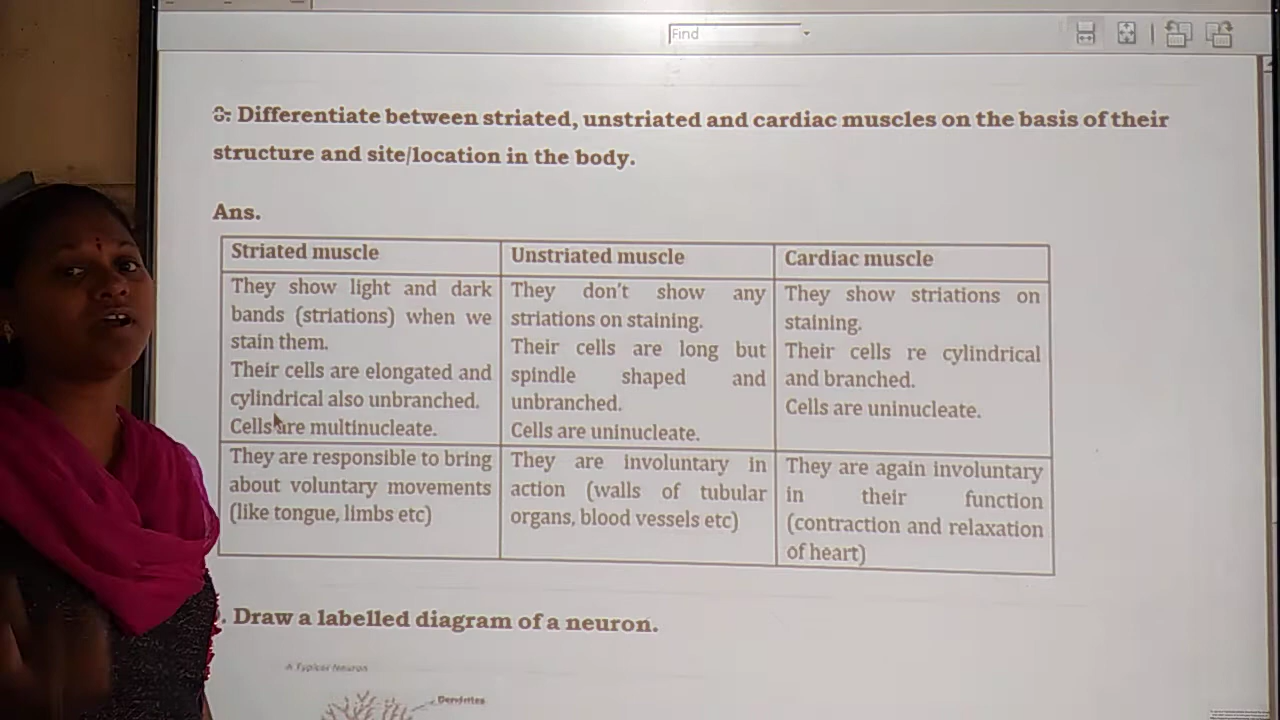 Find
8. Differentiate between striated, unstriated and cardiac muscles on the basis of their
structure and site/location in the body.
Ans.
Striated muscle
Unstriated muscle
Cardiac muscle
They show light and dark
bands (striations) when we
stain them.
Their cells are elongated and
cylindrical also unbranched.
Cells are multinucleate.
They don't show any
striations on staining.
Their cells are long but
spindle shaped and
unbranched.
Cells are uninucleate.
They show striations on
staining.
Their cells re cylindrical
and branched.
Cells are uninucleate.
They are responsible to bring
about voluntary movements
(like tongue, limbs etc)
They are involuntary in
action (walls of tubular
organs, blood vessels etc)
They are again involuntary
in their function
(contraction and relaxation
of heart)
. Draw a labelled diagram of a neuron.
A Typical Neuron
Dendrites